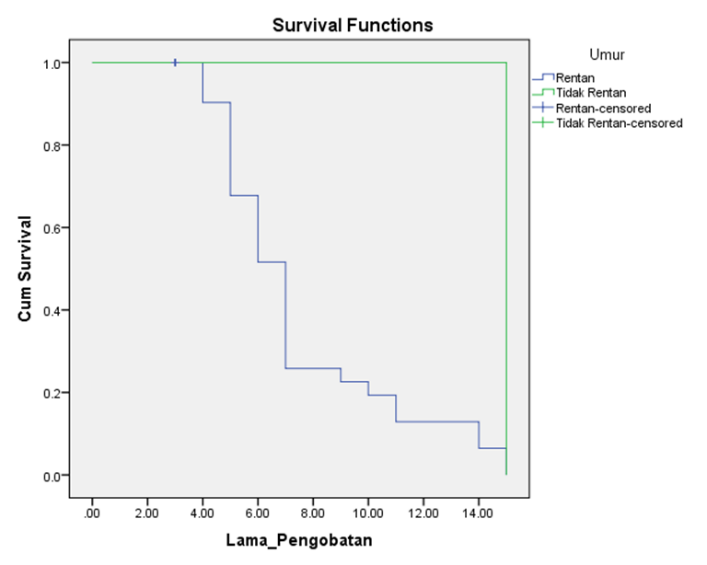 Survival Functions
Umur
Rentan
Tidak Rentan
Rentan-censored
Tidak Rentan-censored
Cum Survival
1.0
0.8
0.6
0.4
0.2
0.0
.00 2.00 4.00 6.00 8.00 10.00 12.00 14.00
Lama_Pengobatan